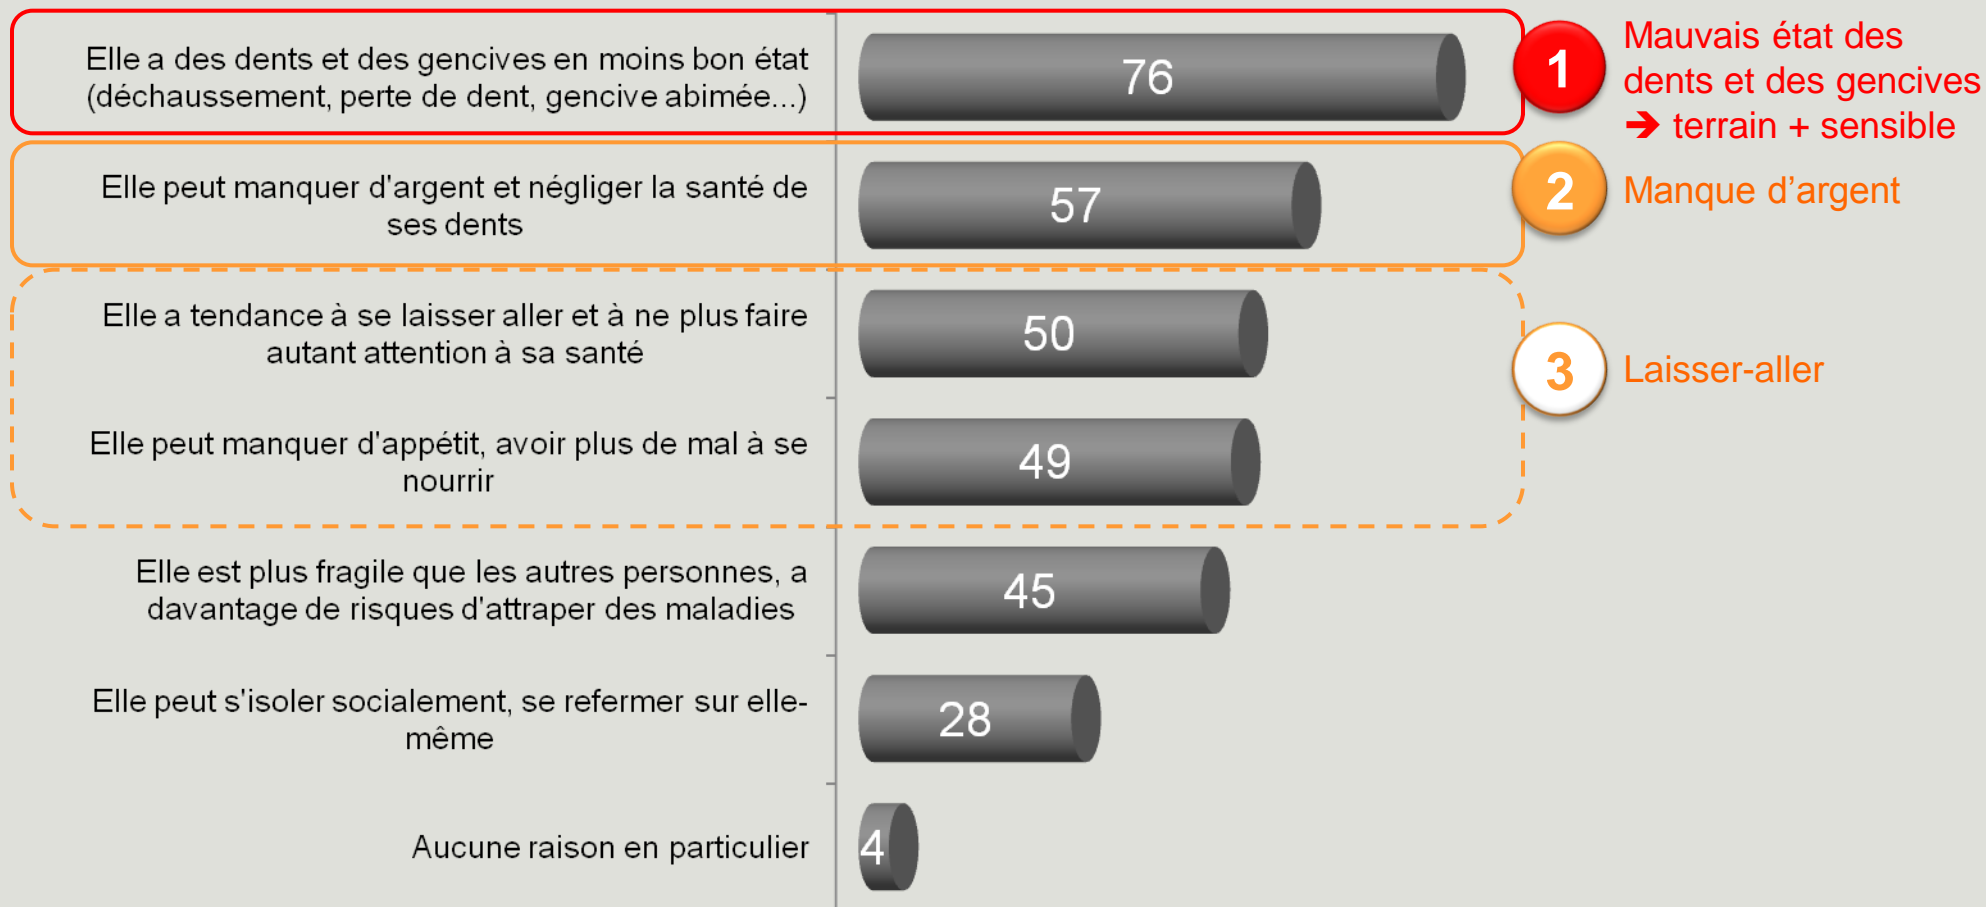 Elle a des dents et des gencives en moins bon état
(déchaussement, perte de dent, gencive abimée...)
76
1
Mauvais état des
dents et des gencives
➔ terrain + sensible
Elle peut manquer d'argent et négliger la santé de
ses dents
57
2
Manque d’argent
Elle a tendance à se laisser aller et à ne plus faire
autant attention à sa santé
50
3
Laisser-aller
Elle peut manquer d'appétit, avoir plus de mal à se
nourrir
49
Elle est plus fragile que les autres personnes, a
davantage de risques d'attraper des maladies
45
Elle peut s'isoler socialement, se refermer sur elle-
même
28
Aucune raison en particulier
4